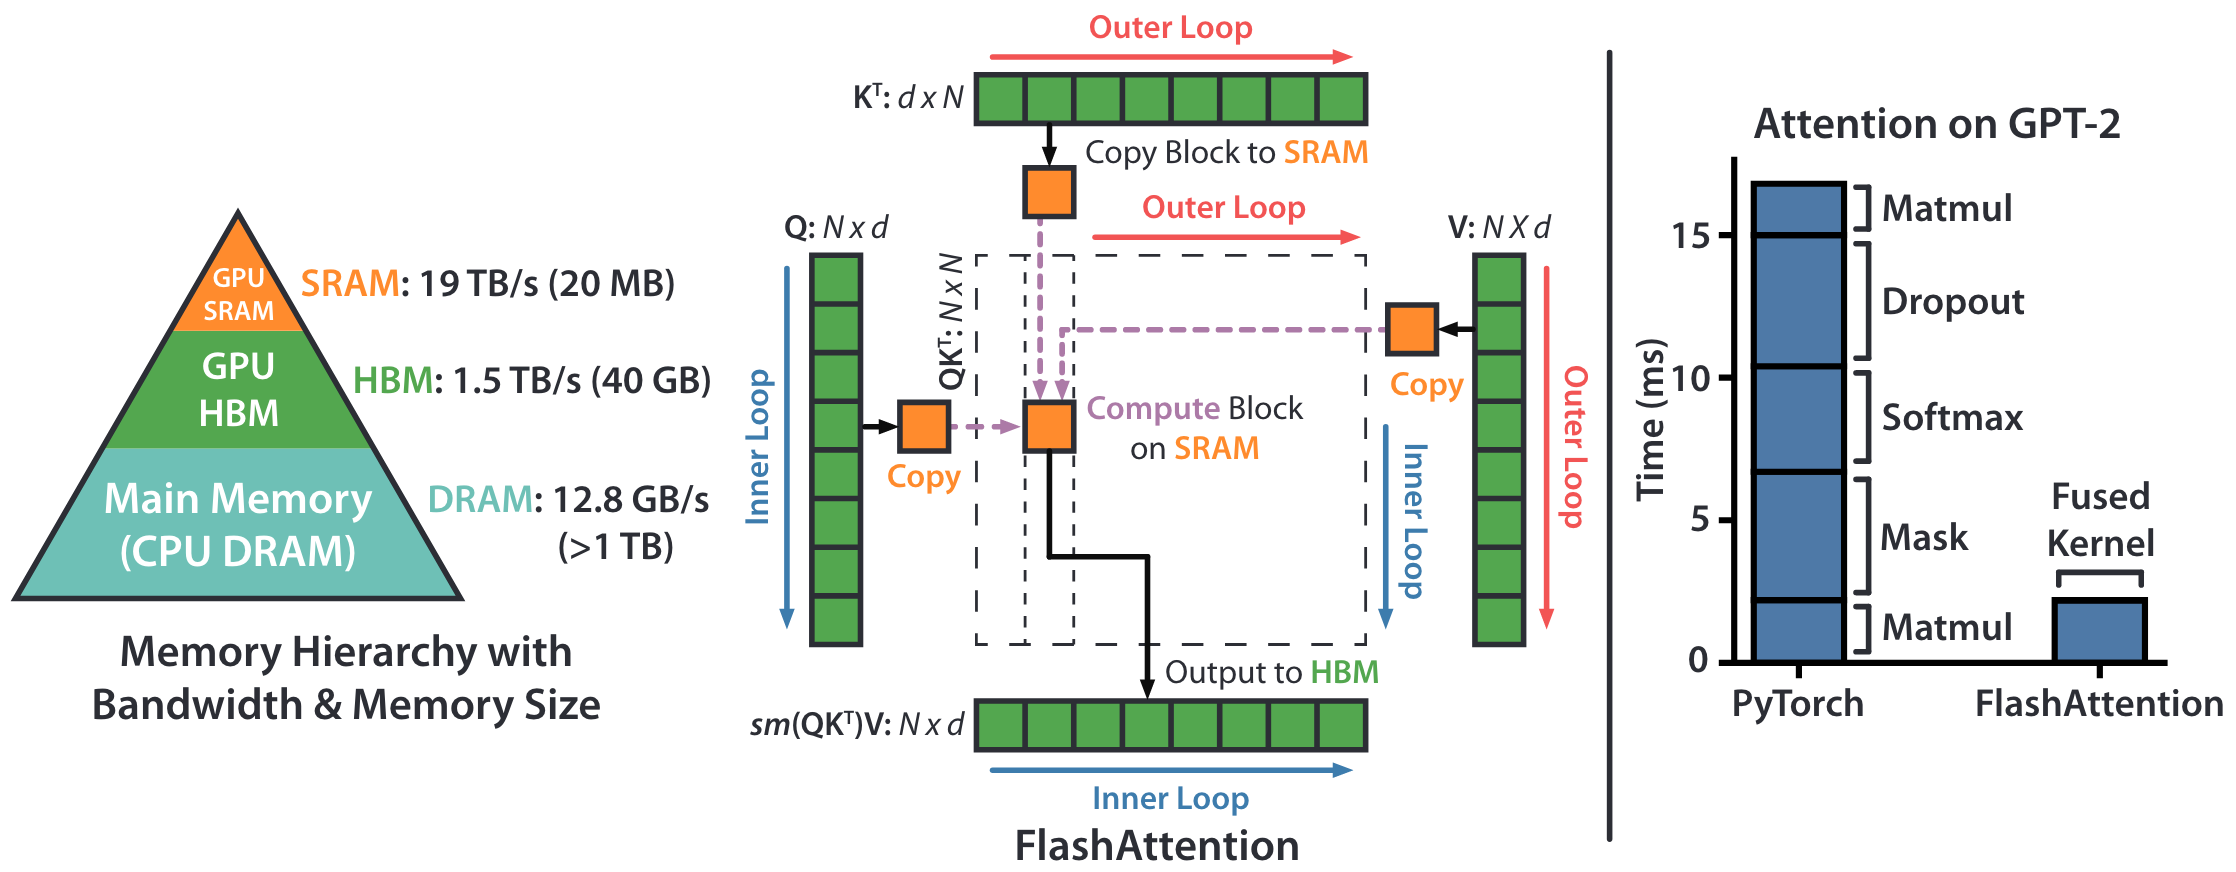 GPU
SRAM
SRAM: 19 TB/s (20 MB)
GPU
HBM
HBM: 1.5 TB/s (40 GB)
Main Memory
(CPU DRAM)
DRAM: 12.8 GB/s
(>1 TB)
Memory Hierarchy with
Bandwidth & Memory Size
Outer Loop
Kᵀ: d x N
Copy Block to SRAM
Outer Loop
Q: N x d
V: N X d
QKᵀ: N x N
Inner Loop
Copy
Compute Block
on SRAM
Copy
Inner Loop
Outer Loop
Output to HBM
sm(QKᵀ)V: N x d
Inner Loop
FlashAttention
Attention on GPT-2
Time (ms)
15
10
5
0
Matmul
Dropout
Softmax
Mask
Matmul
Fused
Kernel
PyTorch
FlashAttention